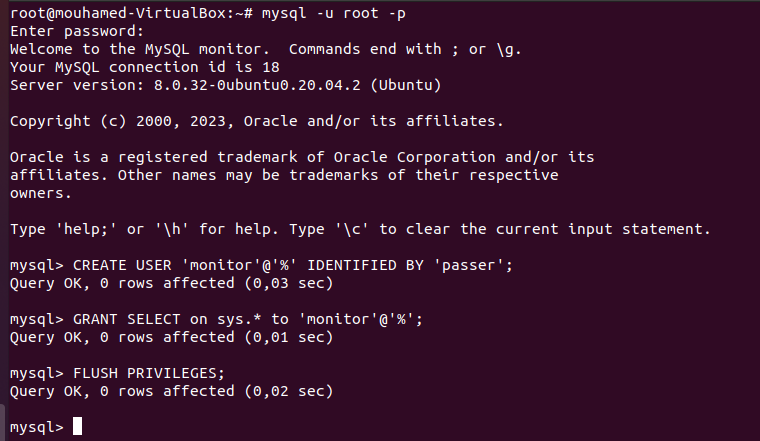 root@mouhamed-VirtualBox:~# mysql -u root -p
Enter password:
Welcome to the MySQL monitor.  Commands end with ; or \g.
Your MySQL connection id is 18
Server version: 8.0.32-0ubuntu0.20.04.2 (Ubuntu)

Copyright (c) 2000, 2023, Oracle and/or its affiliates.

Oracle is a registered trademark of Oracle Corporation and/or its
affiliates. Other names may be trademarks of their respective
owners.

Type 'help;' or '\h' for help. Type '\c' to clear the current input statement.

mysql> CREATE USER 'monitor'@'%' IDENTIFIED BY 'passer';
Query OK, 0 rows affected (0,03 sec)

mysql> GRANT SELECT on sys.* to 'monitor'@'%';
Query OK, 0 rows affected (0,01 sec)

mysql> FLUSH PRIVILEGES;
Query OK, 0 rows affected (0,02 sec)

mysql>